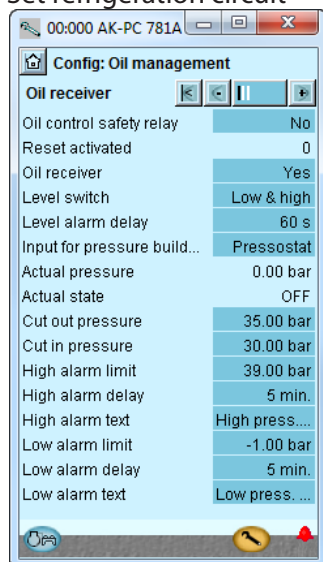 Set refrigeration circuit
00:000 AK-PC 781A
Config: Oil management
Oil receiver
Oil control safety relay No
Reset activated 0
Oil receiver Yes
Level switch Low & high
Level alarm delay 60 s
Input for pressure build... Pressostat
Actual pressure 0.00 bar
Actual state OFF
Cut out pressure 35.00 bar
Cut in pressure 30.00 bar
High alarm limit 39.00 bar
High alarm delay 5 min.
High alarm text High press....
Low alarm limit -1.00 bar
Low alarm delay 5 min.
Low alarm text Low press. ...